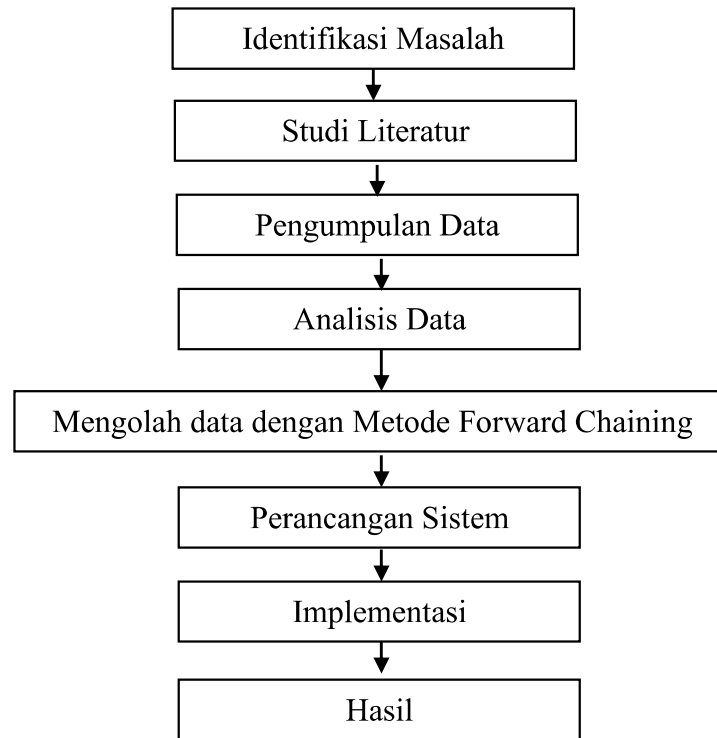 Identifikasi Masalah
Studi Literatur
Pengumpulan Data
Analisis Data
Mengolah data dengan Metode Forward Chaining
Perancangan Sistem
Implementasi
Hasil